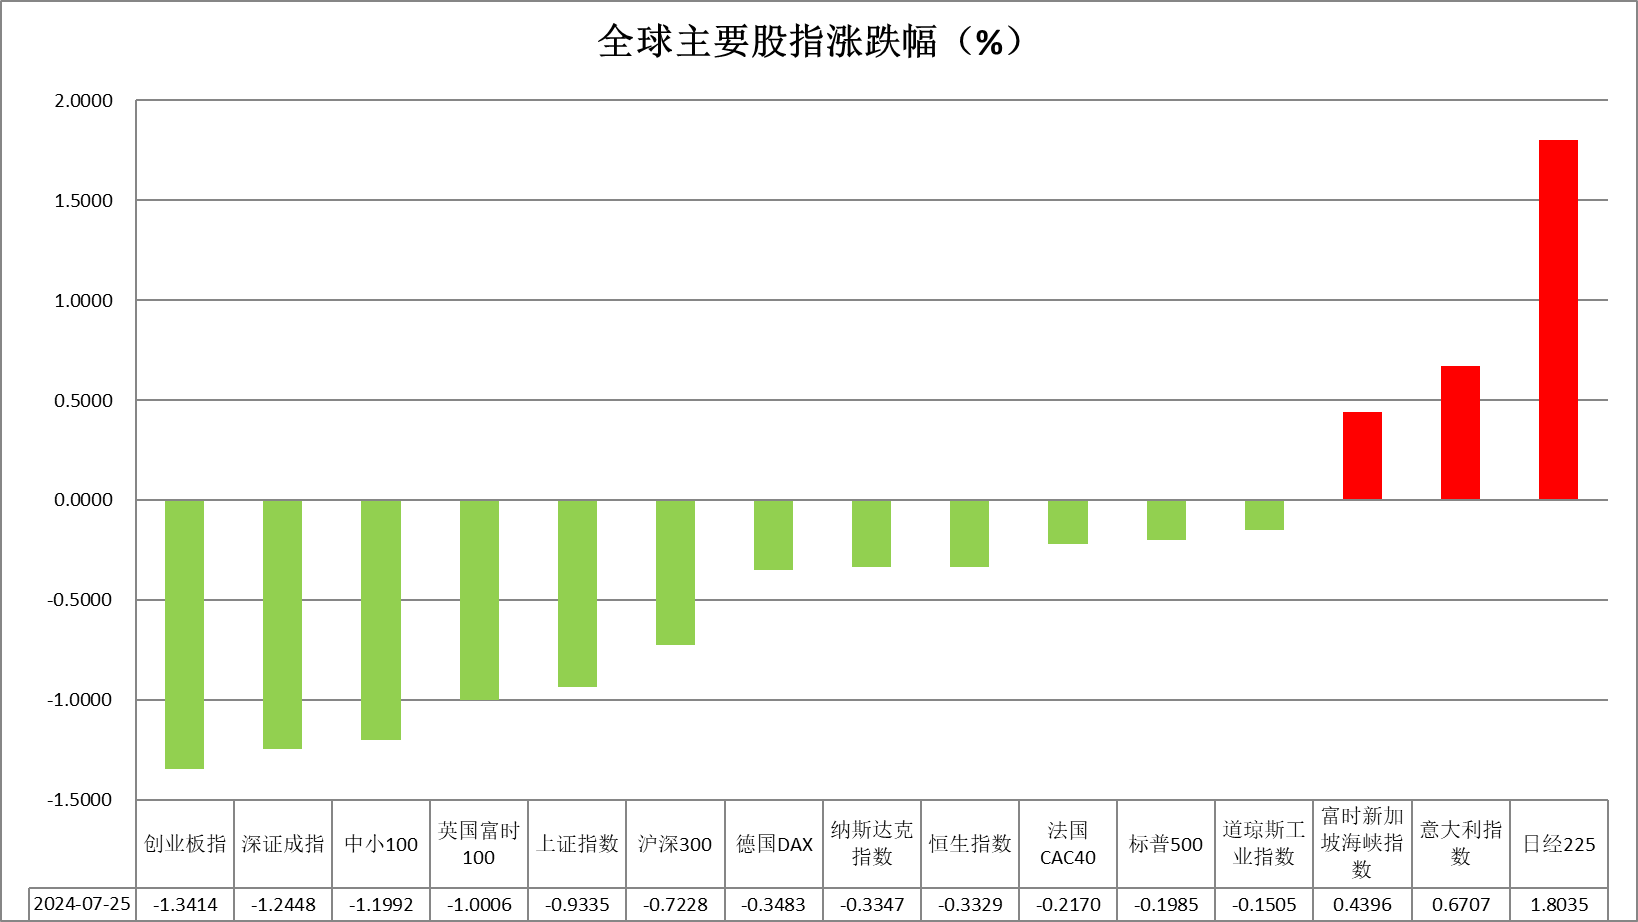 全球主要股指涨跌幅（%）
2.0000
1.5000
1.0000
0.5000
0.0000
-0.5000
-1.0000
-1.5000
创业板指
深证成指
中小100
英国富时
100
上证指数
沪深300
德国DAX
纳斯达克
指数
恒生指数
法国
CAC40
标普500
道琼斯工
业指数
富时新加
坡海峡指
数
意大利指
数
日经225
2024-07-25 -1.3414 -1.2448 -1.1992 -1.0006 -0.9335 -0.7228 -0.3483 -0.3347 -0.3329 -0.2170 -0.1985 -0.1505 0.4396 0.6707 1.8035